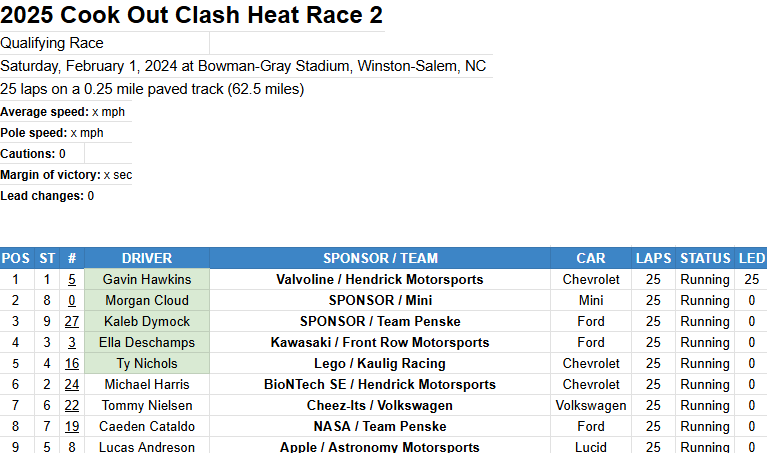 2025 Cook Out Clash Heat Race 2
Qualifying Race
Saturday, February 1, 2024 at Bowman-Gray Stadium, Winston-Salem, NC
25 laps on a 0.25 mile paved track (62.5 miles)
Average speed: x mph
Pole speed: x mph
Cautions: 0
Margin of victory: x sec
Lead changes: 0
POS ST # DRIVER SPONSOR / TEAM CAR LAPS STATUS LED
1 1 5 Gavin Hawkins Valvoline / Hendrick Motorsports Chevrolet 25 Running 25
2 8 0 Morgan Cloud SPONSOR / Mini Mini 25 Running 0
3 9 27 Kaleb Dymock SPONSOR / Team Penske Ford 25 Running 0
4 3 3 Ella Deschamps Kawasaki / Front Row Motorsports Ford 25 Running 0
5 4 16 Ty Nichols Lego / Kaulig Racing Chevrolet 25 Running 0
6 2 24 Michael Harris BioNTech SE / Hendrick Motorsports Chevrolet 25 Running 0
7 6 22 Tommy Nielsen Cheez-Its / Volkswagen Volkswagen 25 Running 0
8 7 19 Caeden Cataldo NASA / Team Penske Ford 25 Running 0
9 5 8 Lucas Andreson Apple / Astronomy Motorsports Lucid 25 Running 0